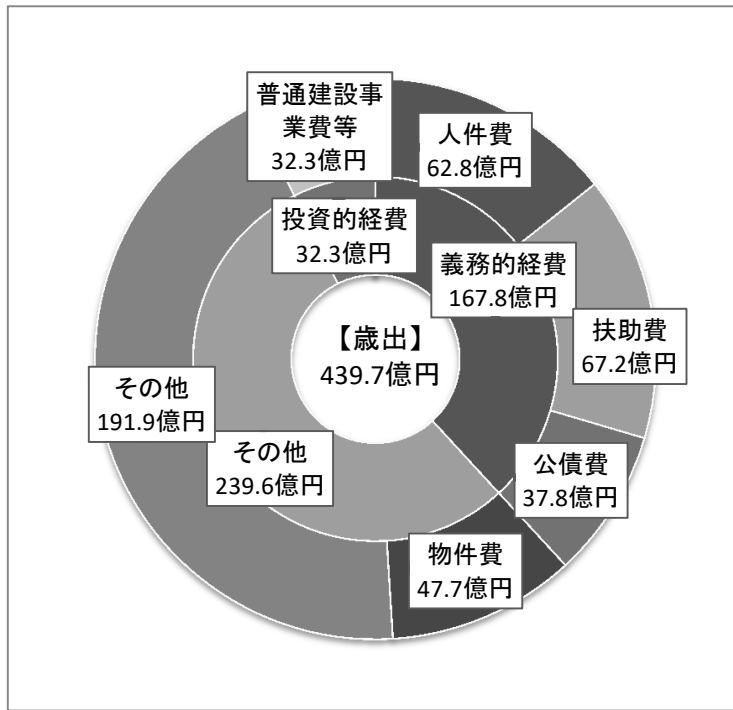 普通建設事
業費等
32.3億円
人件費
62.8億円
投資的経費
32.3億円
義務的経費
167.8億円
扶助費
67.2億円
【歳出】
439.7億円
その他
191.9億円
その他
239.6億円
公債費
37.8億円
物件費
47.7億円